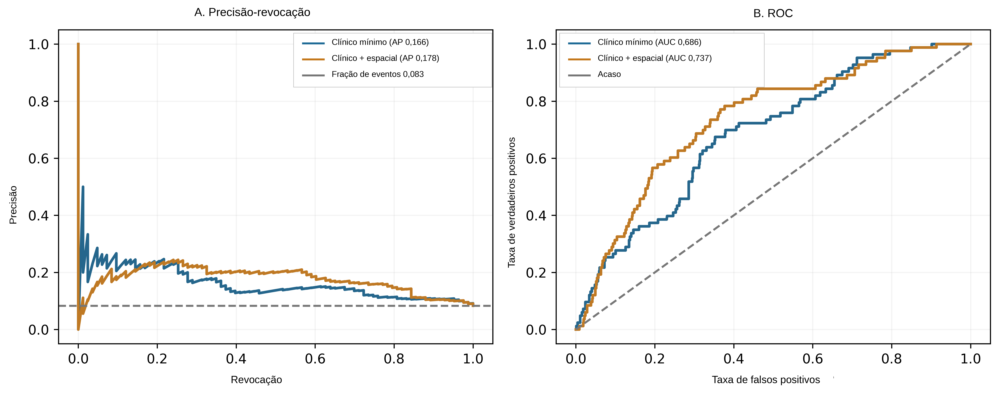 A. Precisão-revocação
1.0
0.8
0.6
0.4
0.2
0.0
Precisão
Clínico mínimo (AP 0,166)
Clínico + espacial (AP 0,178)
Fração de eventos 0,083
0.0 0.2 0.4 0.6 0.8 1.0
Revocação
B. ROC
1.0
0.8
0.6
0.4
0.2
0.0
Taxa de verdadeiros positivos
Clínico mínimo (AUC 0,686)
Clínico + espacial (AUC 0,737)
Acaso
0.0 0.2 0.4 0.6 0.8 1.0
Taxa de falsos positivos